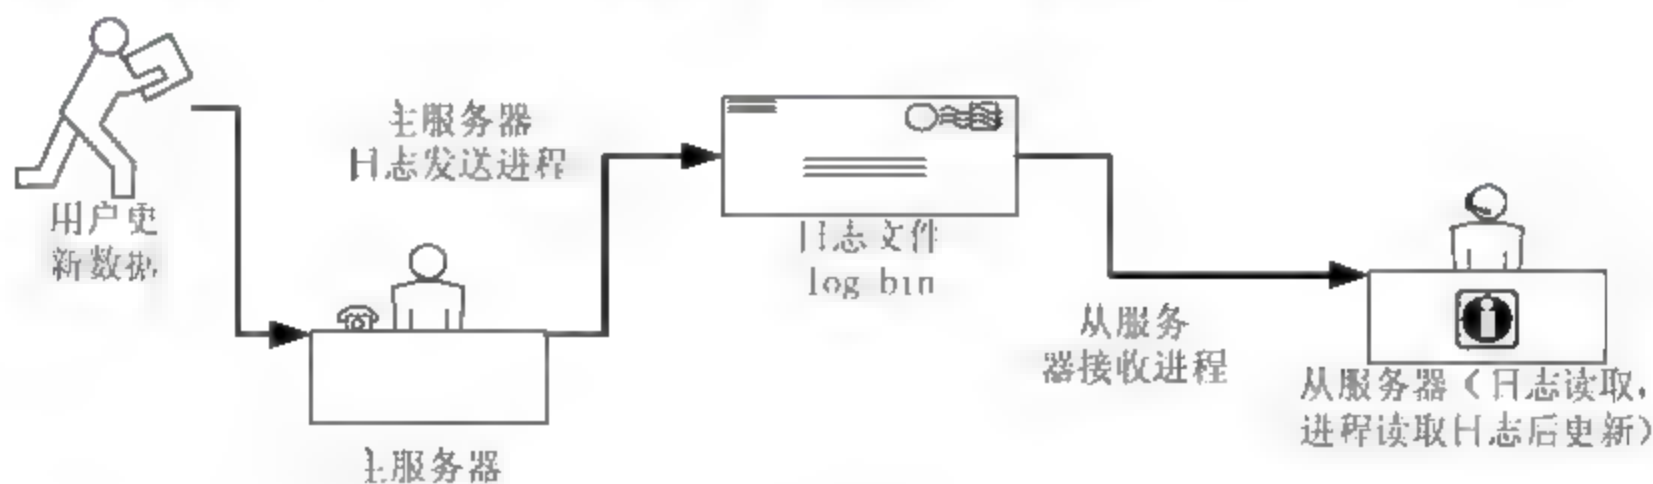 用户更
新数据
主服务器
日志发送进程
主服务器
日志文件
log bin
从服务
器接收进程
从服务器（日志读取，
进程读取日志后更新）